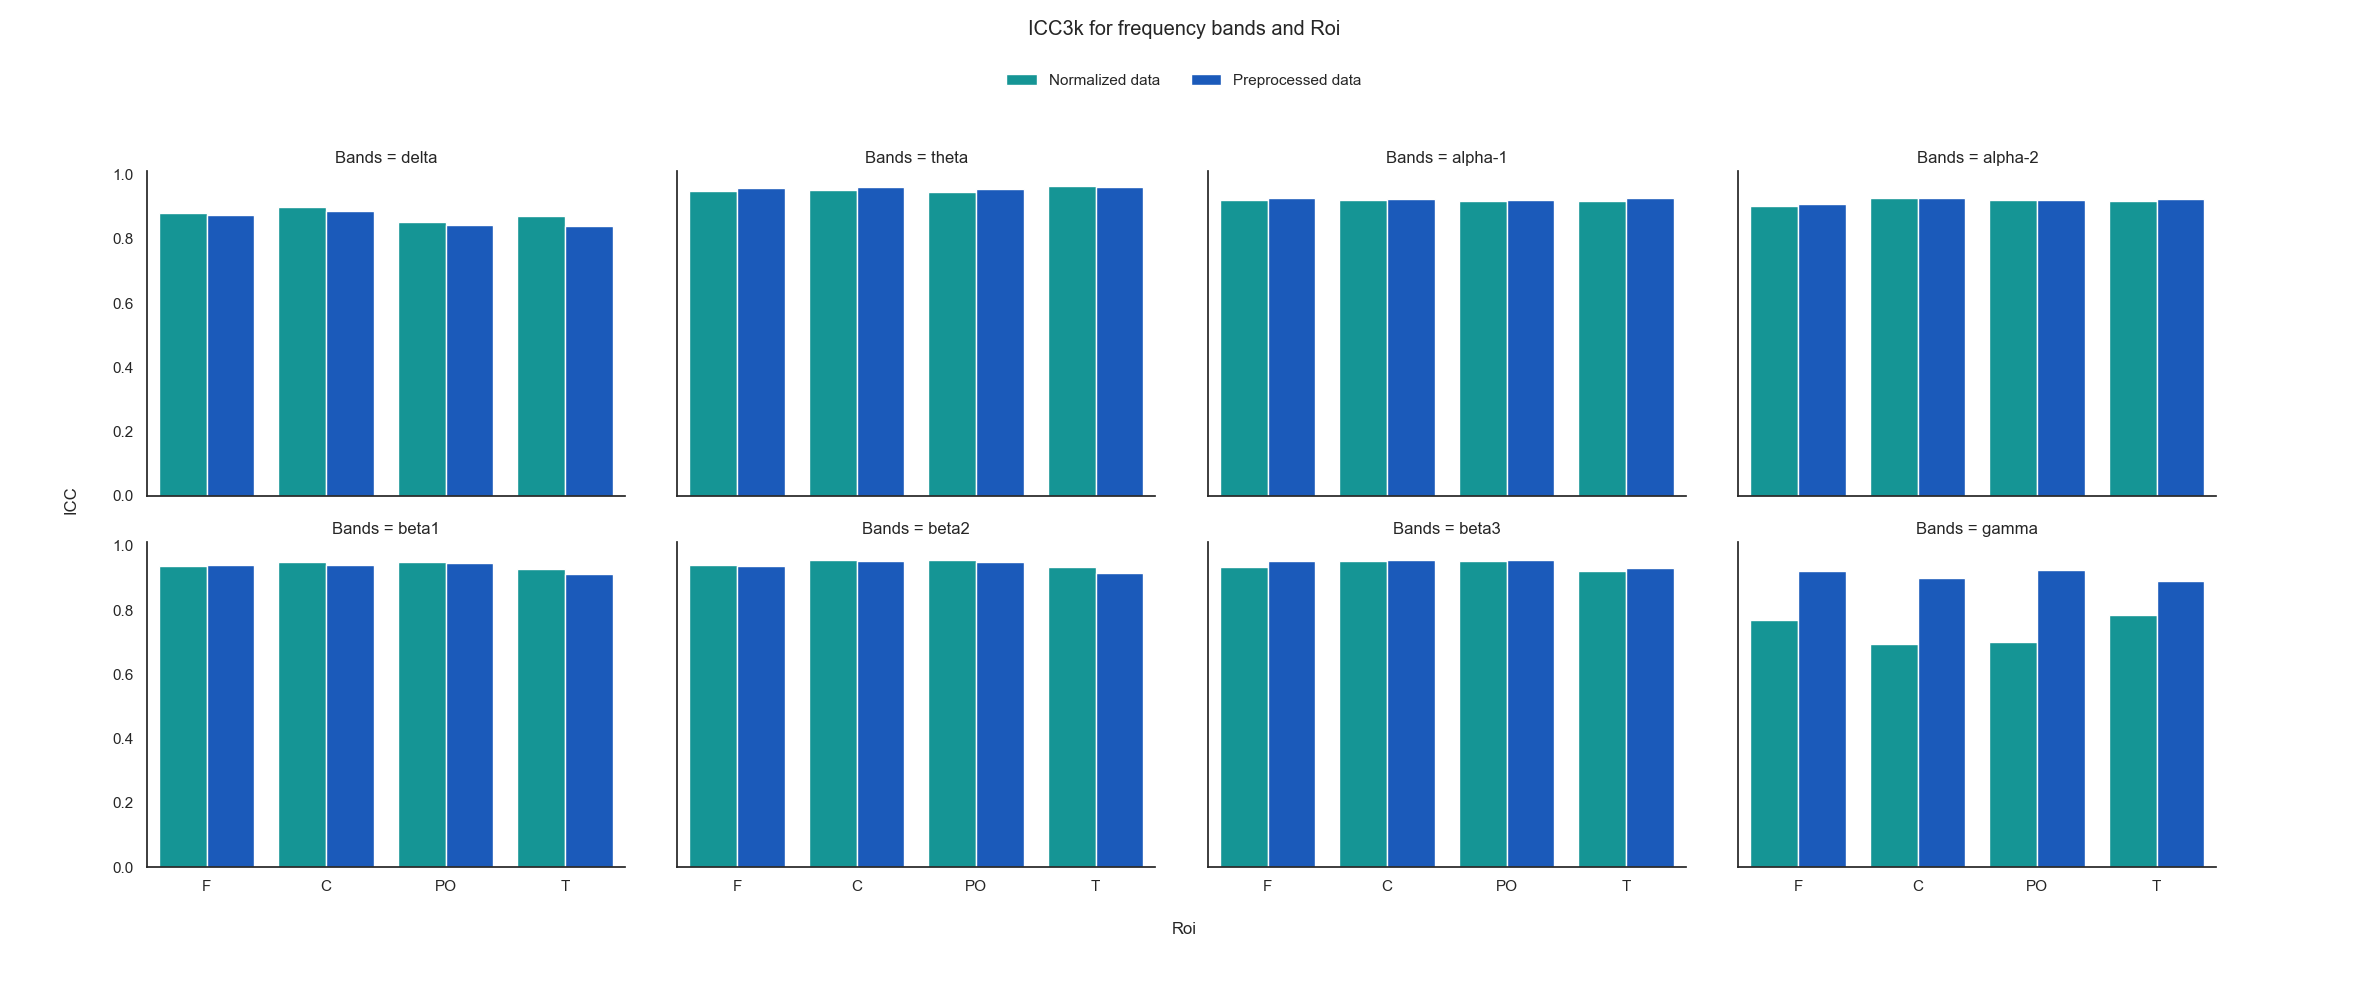 ICC3k for frequency bands and Roi
Normalized data Preprocessed data
Bands = delta Bands = theta Bands = alpha-1 Bands = alpha-2
1.0
0.8
0.6
0.4
0.2
0.0
ICC
Bands = beta1 Bands = beta2 Bands = beta3 Bands = gamma
1.0
0.8
0.6
0.4
0.2
0.0
F C PO T F C PO T F C PO T F C PO T
Roi